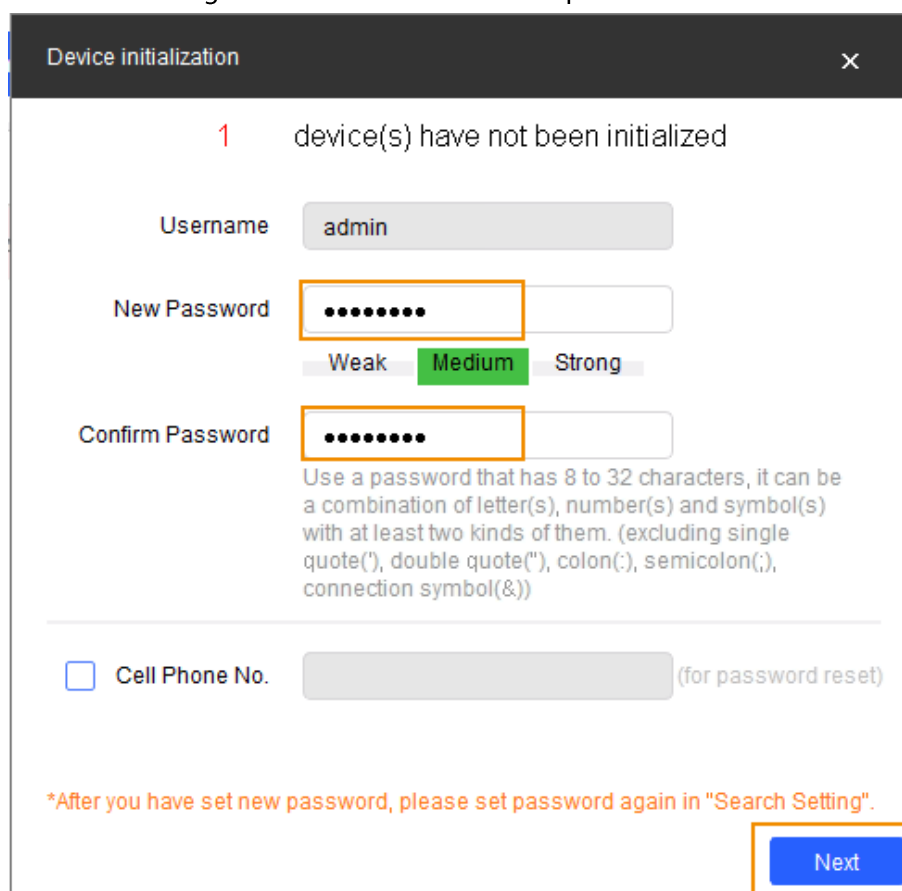 Device initialization ×
1 device(s) have not been initialized
Username admin
New Password ••••••••
Weak Medium Strong
Confirm Password ••••••••
Use a password that has 8 to 32 characters, it can be
a combination of letter(s), number(s) and symbol(s)
with at least two kinds of them. (excluding single
quote('), double quote("), colon(:), semicolon(;),
connection symbol(&))
Cell Phone No. (for password reset)
*After you have set new password, please set password again in "Search Setting".
Next